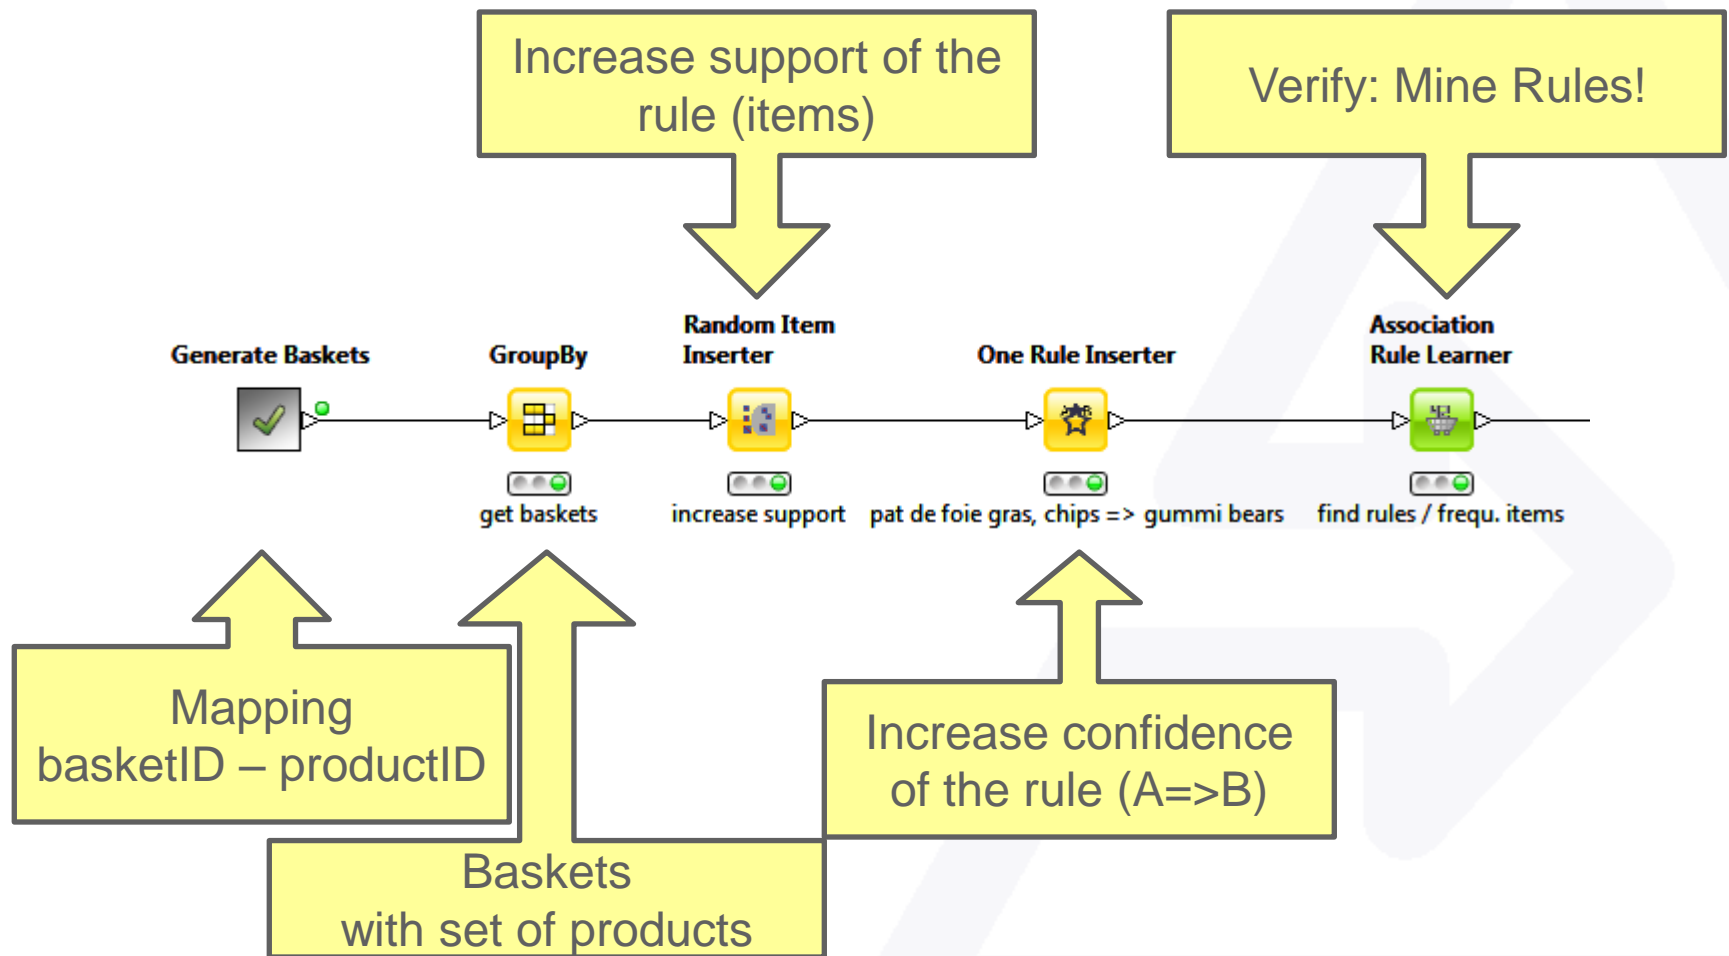 Increase support of the
rule (items)
Verify: Mine Rules!
Generate Baskets
GroupBy
Random Item
Inserter
One Rule Inserter
Association
Rule Learner
get baskets
increase support
pat de foie gras, chips => gummi bears
find rules / frequ. items
Mapping
basketID – productID
Baskets
with set of products
Increase confidence
of the rule (A=>B)